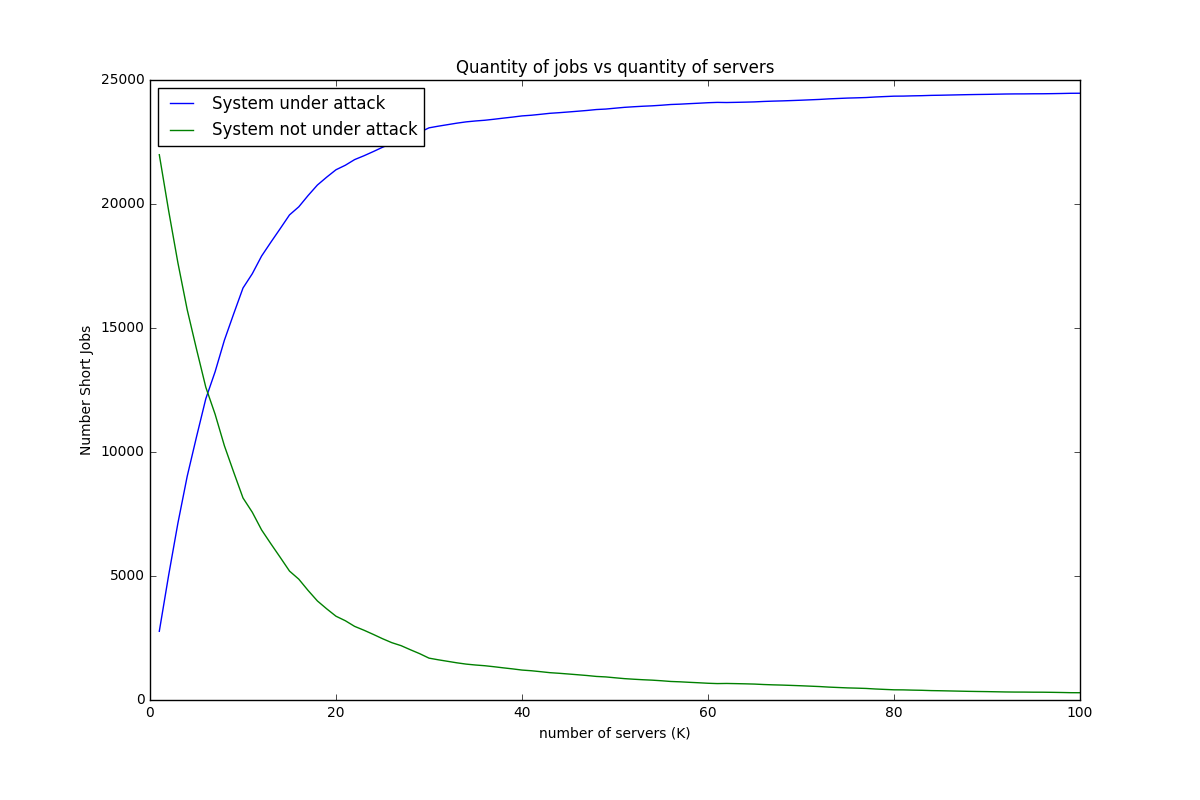 Quantity of jobs vs quantity of servers
25000
System under attack
System not under attack
20000
15000
Number Short Jobs
10000
5000
0
0 20 40 60 80 100
number of servers (K)